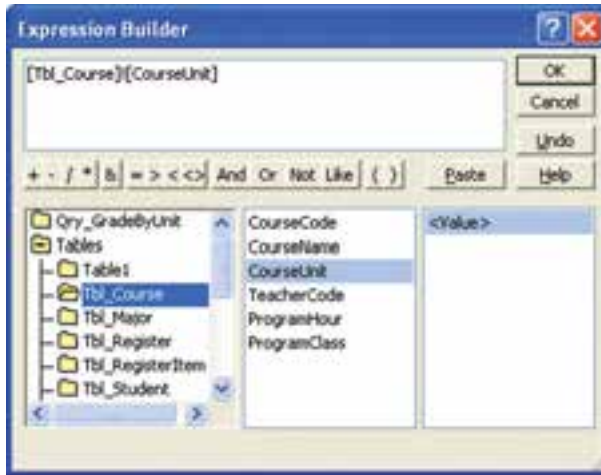 Expression Builder
[Tbl_Course]![CourseUnit]
OK
Cancel
Undo
Help
+ - / * & = > < <> And Or Not Like ( ) Paste
Qry_GradeByUnit
Tables
Table1
Tbl_Course
Tbl_Major
Tbl_Register
Tbl_RegisterItem
Tbl_Student
CourseCode
CourseName
CourseUnit
TeacherCode
ProgramHour
ProgramClass
<Value>